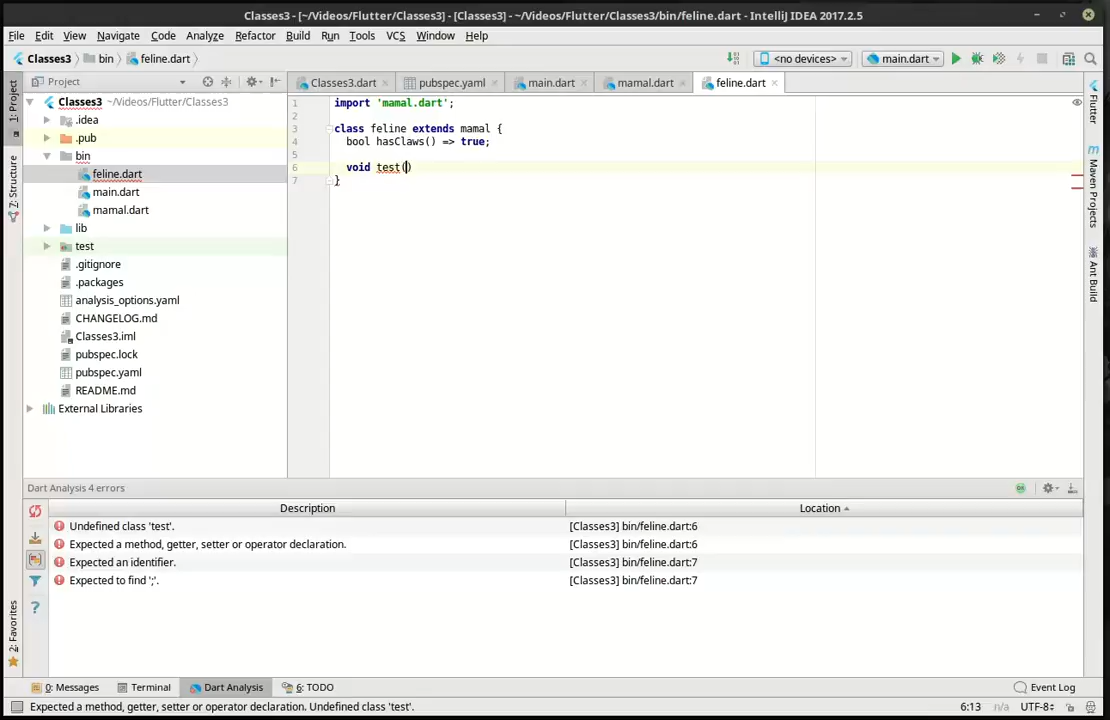 Classes3 - [~/Videos/Flutter/Classes3] - [Classes3] - ~/Videos/Flutter/Classes3/bin/feline.dart - IntelliJ IDEA 2017.2.5
File Edit View Navigate Code Analyze Refactor Build Run Tools VCS Window Help
Classes3 bin feline.dart <no devices> main.dart
Project
Classes3.dart pubspec.yaml main.dart mamal.dart feline.dart
1: Project
7: Structure
2: Favorites
Classes3 ~/Videos/Flutter/Classes3
.idea
.pub
bin
feline.dart
main.dart
mamal.dart
lib
test
.gitignore
.packages
analysis_options.yaml
CHANGELOG.md
Classes3.iml
pubspec.lock
pubspec.yaml
README.md
External Libraries
1 import 'mamal.dart';
2
3 class feline extends mamal {
4 bool hasClaws() => true;
5
6 void test()
7 }
Flutter
Maven Projects
Ant Build
Dart Analysis 4 errors
Description Location
Undefined class 'test'. [Classes3] bin/feline.dart:6
Expected a method, getter, setter or operator declaration. [Classes3] bin/feline.dart:6
Expected an identifier. [Classes3] bin/feline.dart:7
Expected to find ';'. [Classes3] bin/feline.dart:7
0: Messages Terminal Dart Analysis 6: TODO Event Log
Expected a method, getter, setter or operator declaration. Undefined class 'test'. 6:13 n/a UTF-8